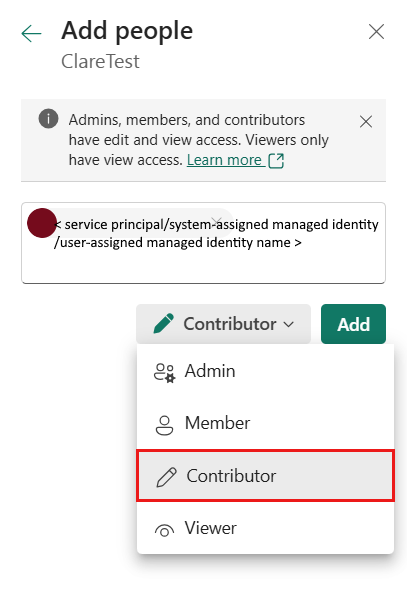 Add people
ClareTest
Admins, members, and contributors
have edit and view access. Viewers only
have view access. Learn more
< service principal/system-assigned managed identity
/user-assigned managed identity name >
Contributor
Add
Admin
Member
Contributor
Viewer